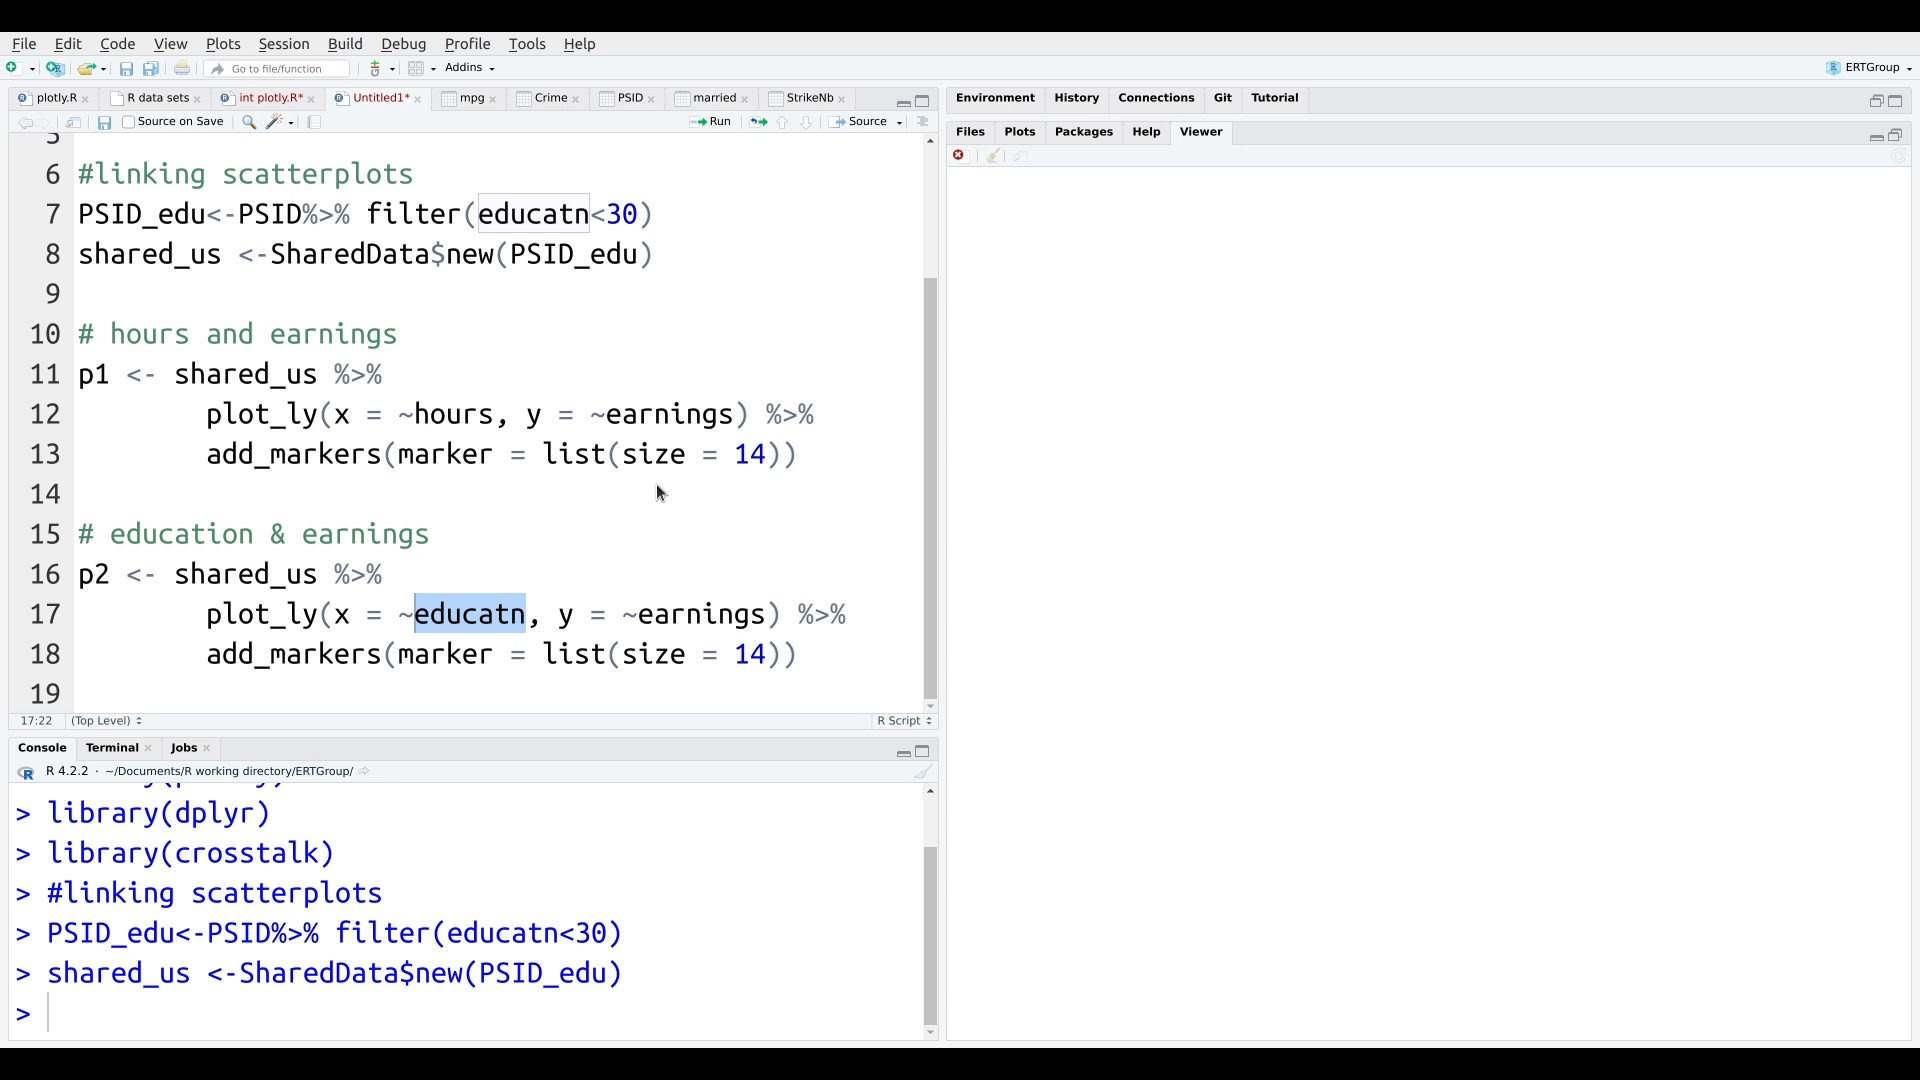 File Edit Code View Plots Session Build Debug Profile Tools Help
Go to file/function Addins ERTGroup
plotly.R R data sets int plotly.R* Untitled1* mpg Crime PSID married StrikeNb
Source on Save Run Source
5
6 #linking scatterplots
7 PSID_edu<-PSID%>% filter(educatn<30)
8 shared_us <-SharedData$new(PSID_edu)
9
10 # hours and earnings
11 p1 <- shared_us %>%
12 plot_ly(x = ~hours, y = ~earnings) %>%
13 add_markers(marker = list(size = 14))
14
15 # education & earnings
16 p2 <- shared_us %>%
17 plot_ly(x = ~educatn, y = ~earnings) %>%
18 add_markers(marker = list(size = 14))
19
17:22 (Top Level) R Script
Console Terminal Jobs
R 4.2.2 · ~/Documents/R working directory/ERTGroup/
> library(dplyr)
> library(crosstalk)
> #linking scatterplots
> PSID_edu<-PSID%>% filter(educatn<30)
> shared_us <-SharedData$new(PSID_edu)
>
Environment History Connections Git Tutorial
Files Plots Packages Help Viewer